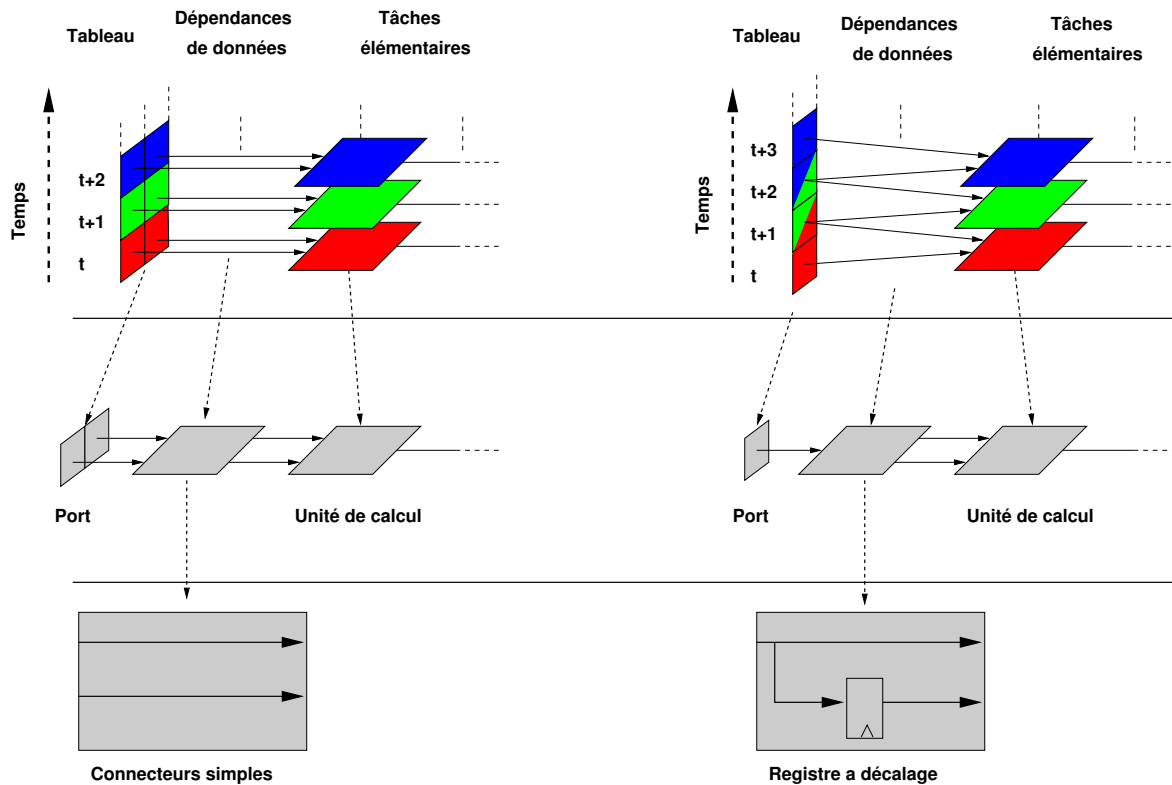 Tableau
Dépendances
de données
Tâches
élémentaires
Temps
t+2
t+1
t
Port
Unité de calcul
Connecteurs simples
Tableau
Dépendances
de données
Tâches
élémentaires
Temps
t+3
t+2
t+1
t
Port
Unité de calcul
Registre a décalage